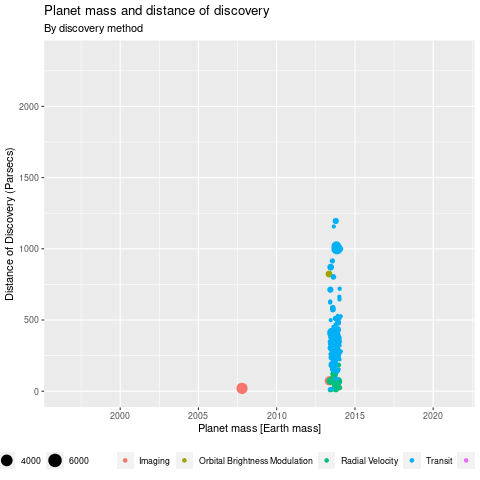 Planet mass and distance of discovery
By discovery method
2000
1500
1000
500
0
Distance of Discovery (Parsecs)
2000 2005 2010 2015 2020
Planet mass [Earth mass]
4000 6000 Imaging Orbital Brightness Modulation Radial Velocity Transit